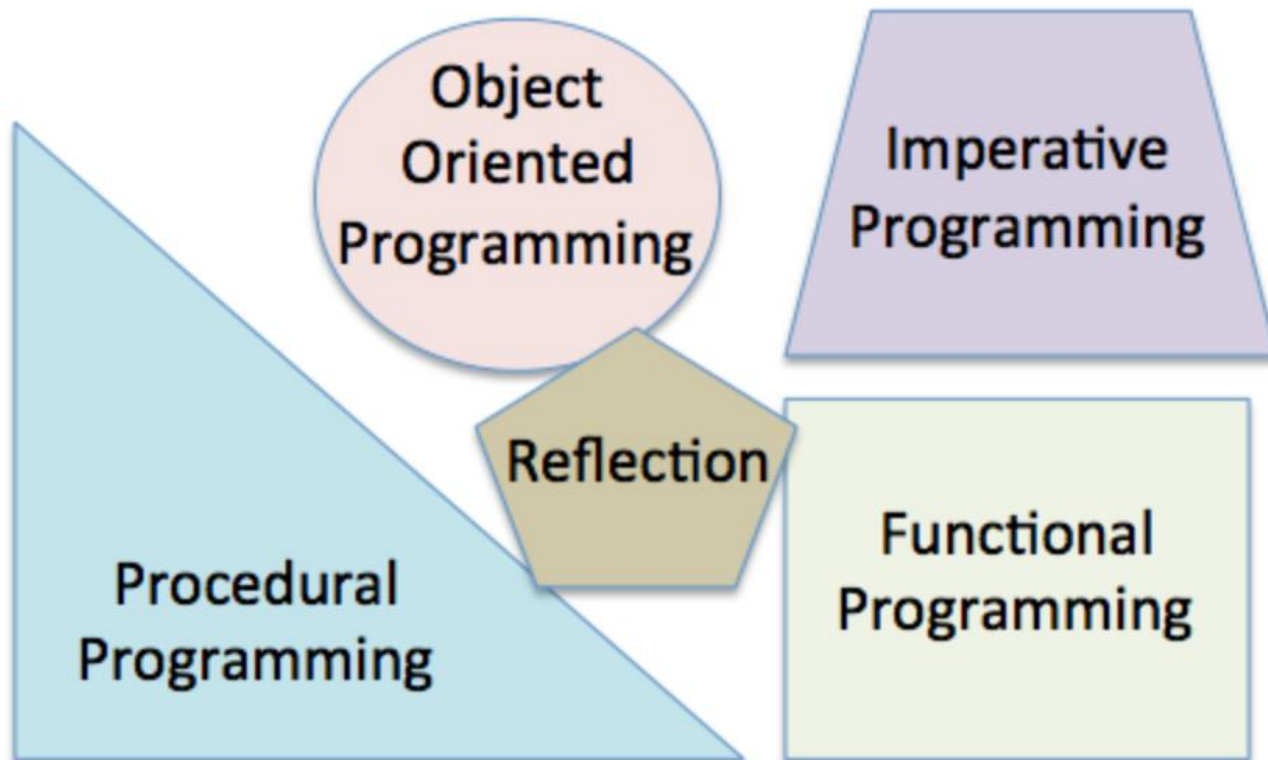 Object
Oriented
Programming
Imperative
Programming
Reflection
Functional
Programming
Procedural
Programming